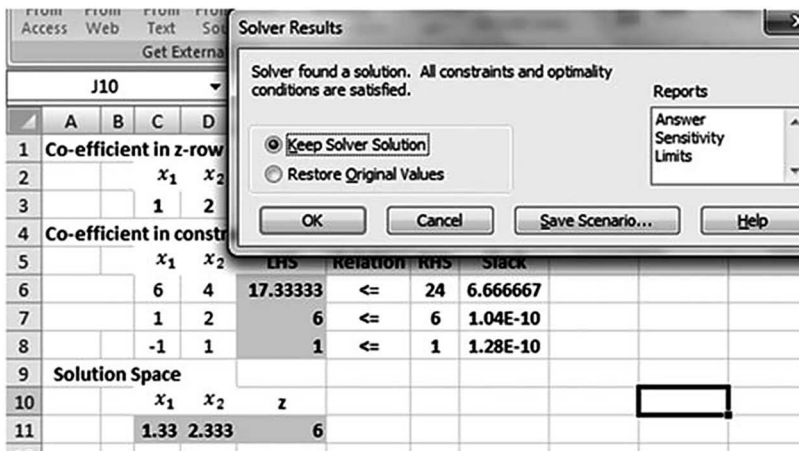 From From From From
Access Web Text Sou
Get Externa
J10
Solver Results
Solver found a solution. All constraints and optimality
conditions are satisfied.
Keep Solver Solution
Restore Original Values
Reports
Answer
Sensitivity
Limits
OK Cancel Save Scenario... Help
A B C D
1 Co-efficient in z-row
2 x₁ x₂
3 1 2
4 Co-efficient in constr
5 x₁ x₂ LHS Relation RHS Slack
6 6 4 17.33333 <= 24 6.666667
7 1 2 6 <= 6 1.04E-10
8 -1 1 1 <= 1 1.28E-10
9 Solution Space
10 x₁ x₂ z
11 1.33 2.333 6